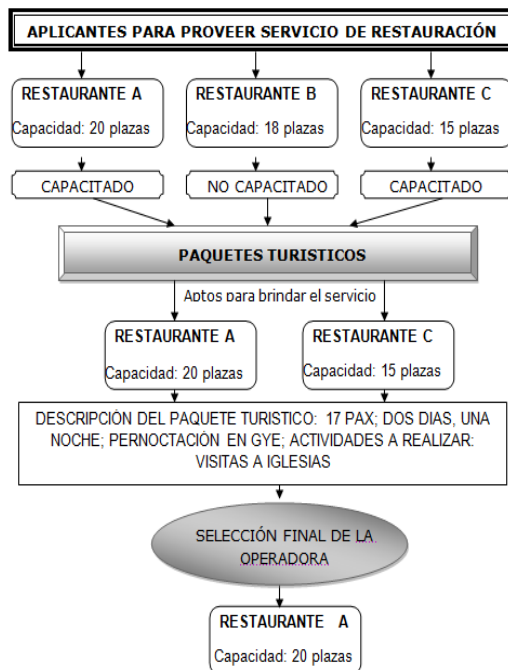 APLICANTES PARA PROVEER SERVICIO DE RESTAURACIÓN
RESTAURANTE A
Capacidad: 20 plazas
RESTAURANTE B
Capacidad: 18 plazas
RESTAURANTE C
Capacidad: 15 plazas
CAPACITADO
NO CAPACITADO
CAPACITADO
PAQUETES TURISTICOS
Aptos para brindar el servicio
RESTAURANTE A
Capacidad: 20 plazas
RESTAURANTE C
Capacidad: 15 plazas
DESCRIPCIÓN DEL PAQUETE TURISTICO: 17 PAX; DOS DIAS, UNA
NOCHE; PERNOCTACIÓN EN GYE; ACTIVIDADES A REALIZAR:
VISITAS A IGLESIAS
SELECCIÓN FINAL DE LA
OPERADORA
RESTAURANTE A
Capacidad: 20 plazas